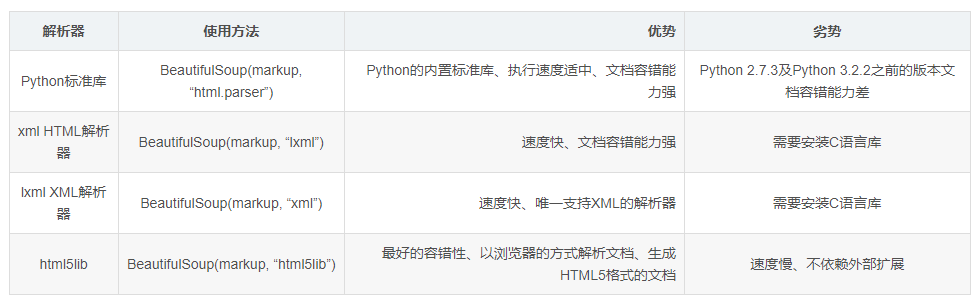 解析器 使用方法 优势 劣势
Python标准库 BeautifulSoup(markup, “html.parser”) Python的内置标准库、执行速度适中、文档容错能力强 Python 2.7.3及Python 3.2.2之前的版本文档容错能力差
xml HTML解析器 BeautifulSoup(markup, “lxml”) 速度快、文档容错能力强 需要安装C语言库
lxml XML解析器 BeautifulSoup(markup, “xml”) 速度快、唯一支持XML的解析器 需要安装C语言库
html5lib BeautifulSoup(markup, “html5lib”) 最好的容错性、以浏览器的方式解析文档、生成HTML5格式的文档 速度慢、不依赖外部扩展